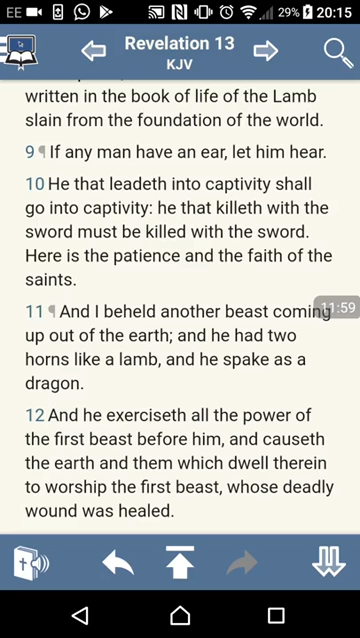 EE 29% 20:15
Revelation 13
KJV
written in the book of life of the Lamb
slain from the foundation of the world.
9 ¶ If any man have an ear, let him hear.
10 He that leadeth into captivity shall
go into captivity: he that killeth with the
sword must be killed with the sword.
Here is the patience and the faith of the
saints.
11 ¶ And I beheld another beast coming
11:59
up out of the earth; and he had two
horns like a lamb, and he spake as a
dragon.
12 And he exerciseth all the power of
the first beast before him, and causeth
the earth and them which dwell therein
to worship the first beast, whose deadly
wound was healed.